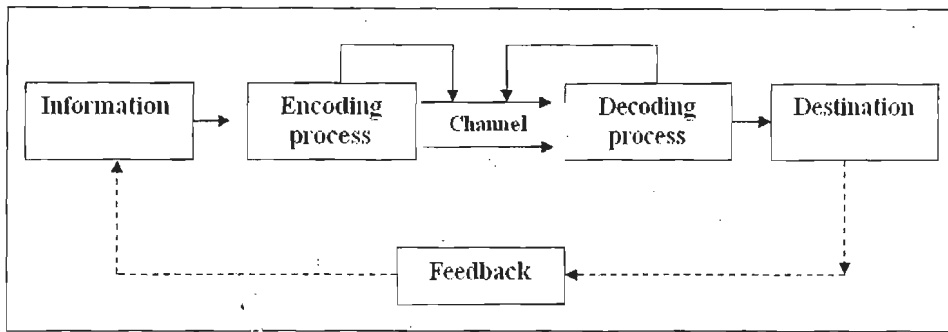 Information
Encoding
process
Channel
Decoding
process
Destination
Feedback